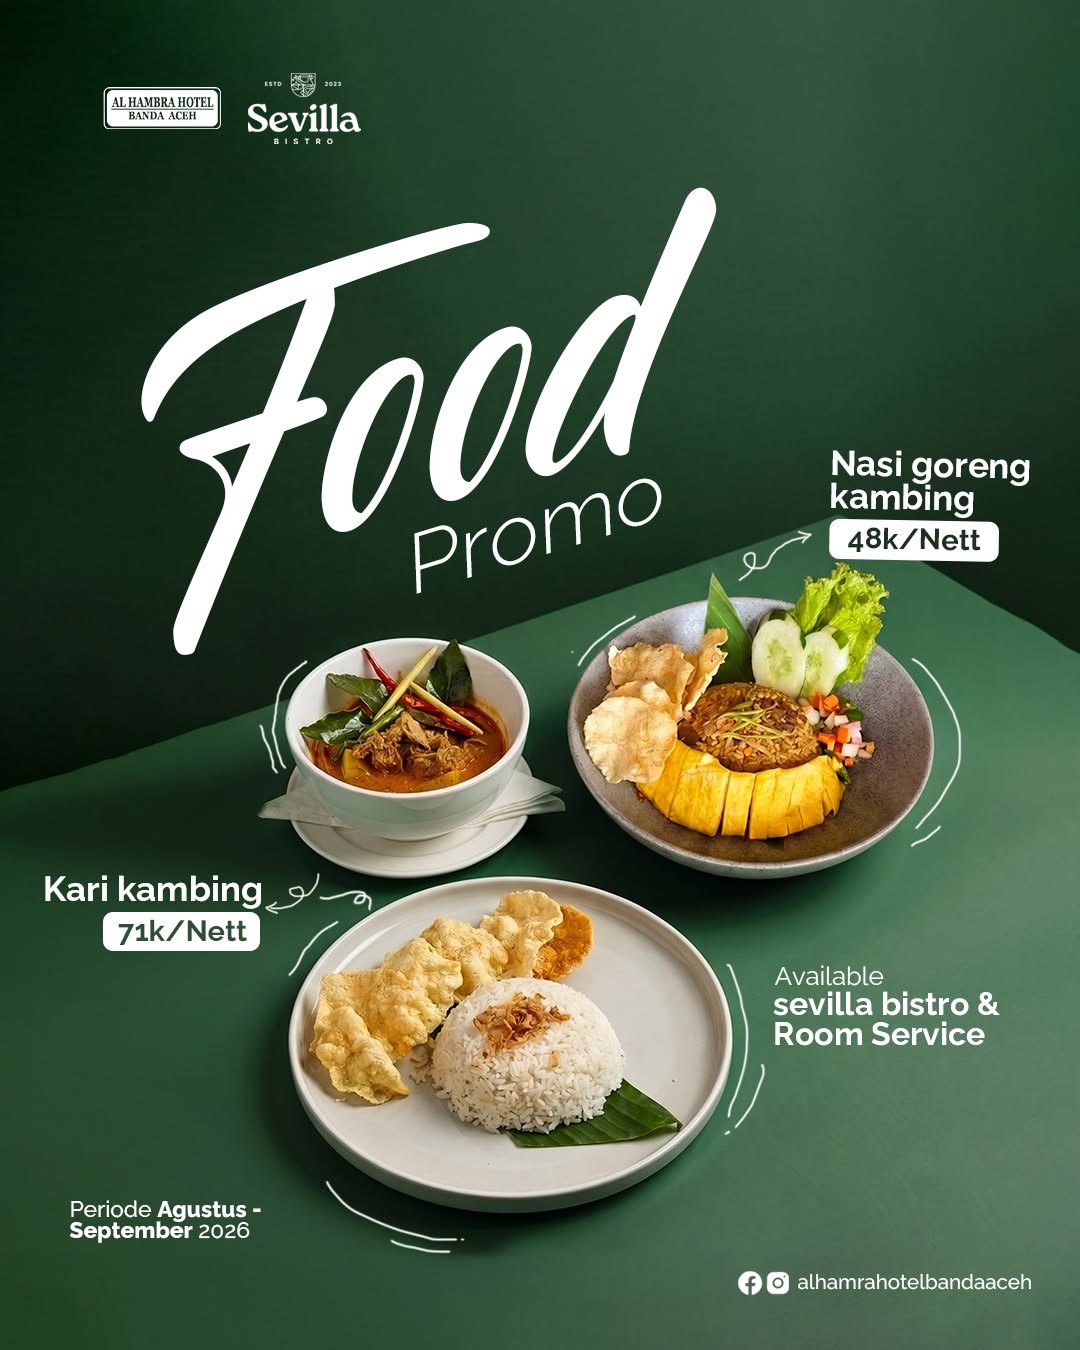 AL HAMBRA HOTEL
BANDA ACEH
ESTD 2023
Sevilla
BISTRO
Food
Promo
Nasi goreng
kambing
48k/Nett
Kari kambing
71k/Nett
Available
sevilla bistro &
Room Service
Periode Agustus -
September 2026
alhamrahotelbandaaceh